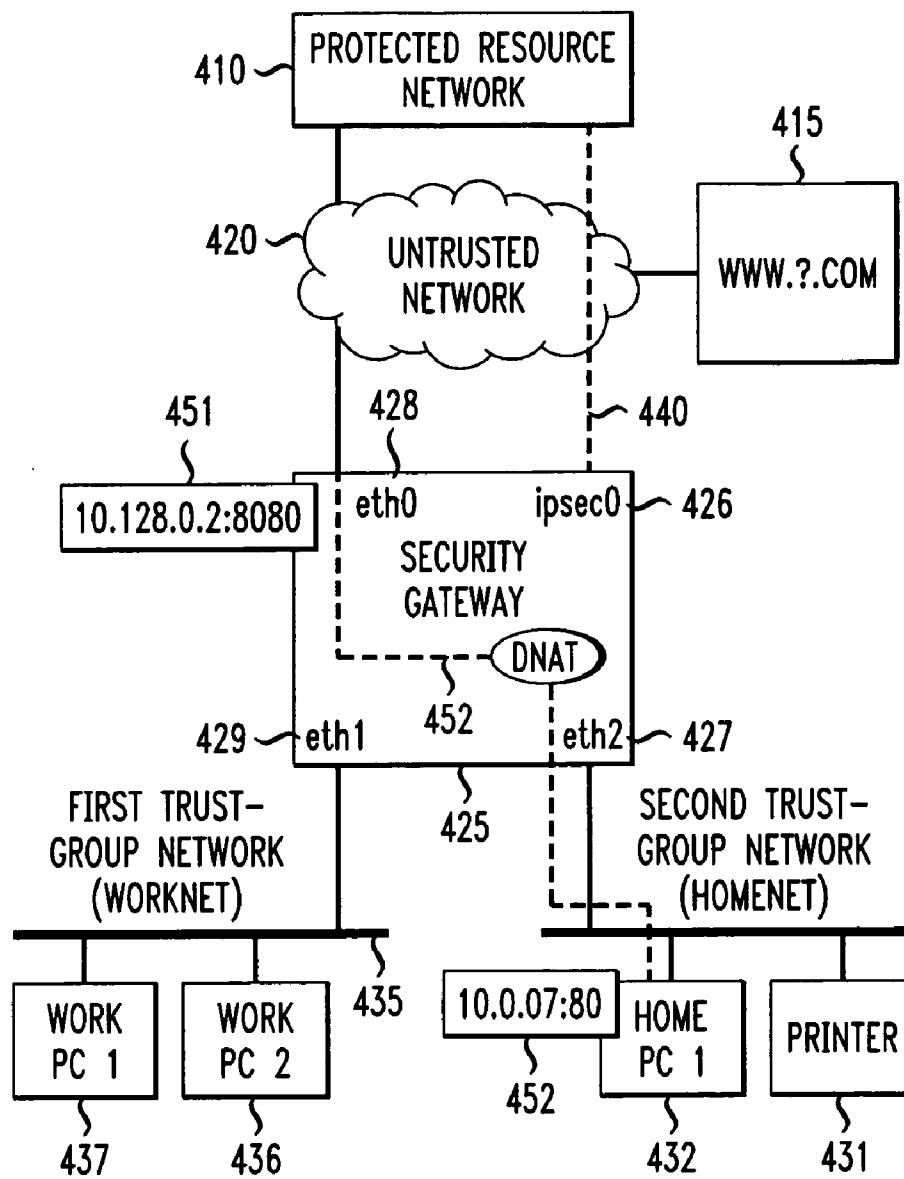 PROTECTED RESOURCE
NETWORK
410
415
WWW.?.COM
420
UNTRUSTED
NETWORK
440
451
428
10.128.0.2:8080
eth0
ipsec0
426
SECURITY
GATEWAY
DNAT
452
429
eth1
eth2
427
425
FIRST TRUST-
GROUP NETWORK
(WORKNET)
SECOND TRUST-
GROUP NETWORK
(HOMENET)
435
WORK
PC 1
WORK
PC 2
10.0.07:80
HOME
PC 1
PRINTER
437
436
452
432
431